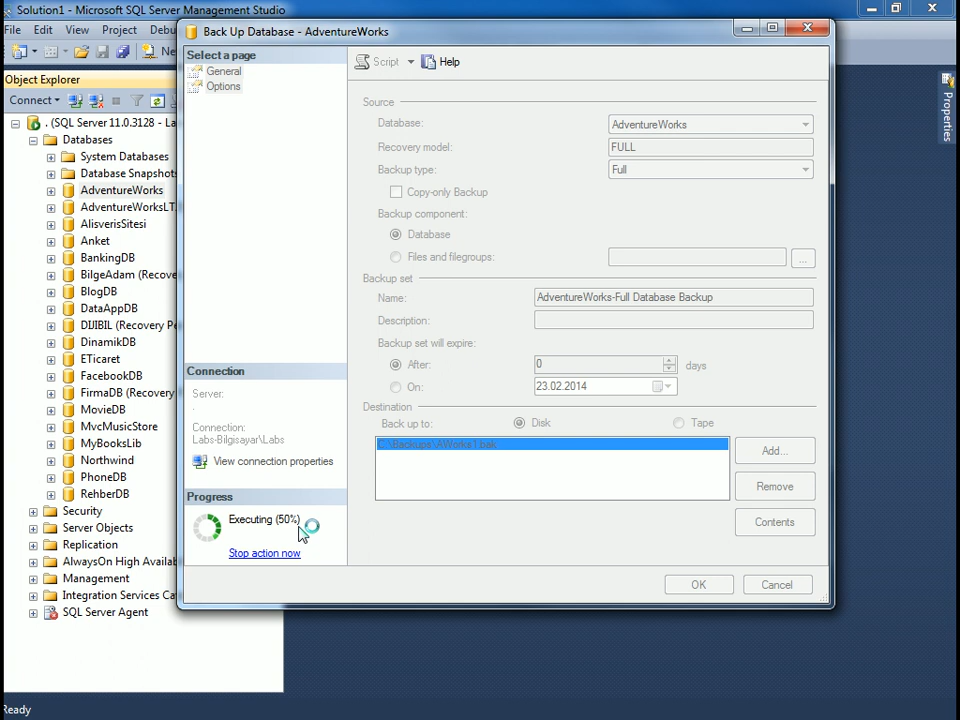 Solution1 - Microsoft SQL Server Management Studio
File Edit View Project Debu
Ne
Object Explorer
Connect
. (SQL Server 11.0.3128 - La
Databases
System Databases
Database Snapshots
AdventureWorks
AdventureWorksLT
AlisverisSitesi
Anket
BankingDB
BilgeAdam (Recove
BlogDB
DataAppDB
DIJIBIL (Recovery Pe
DinamikDB
ETicaret
FacebookDB
FirmaDB (Recovery
MovieDB
MvcMusicStore
MyBooksLib
Northwind
PhoneDB
RehberDB
Security
Server Objects
Replication
AlwaysOn High Availab
Management
Integration Services Ca
SQL Server Agent
Ready
Properties
Back Up Database - AdventureWorks
Select a page
General
Options
Connection
Server:
.
Connection:
Labs-Bilgisayar\Labs
View connection properties
Progress
Executing (50%)
Stop action now
Script Help
Source
Database: AdventureWorks
Recovery model: FULL
Backup type: Full
Copy-only Backup
Backup component:
Database
Files and filegroups: ...
Backup set
Name: AdventureWorks-Full Database Backup
Description:
Backup set will expire:
After: 0 days
On: 23.02.2014
Destination
Back up to: Disk Tape
C:\Backups\AWorks1.bak
Add...
Remove
Contents
OK Cancel